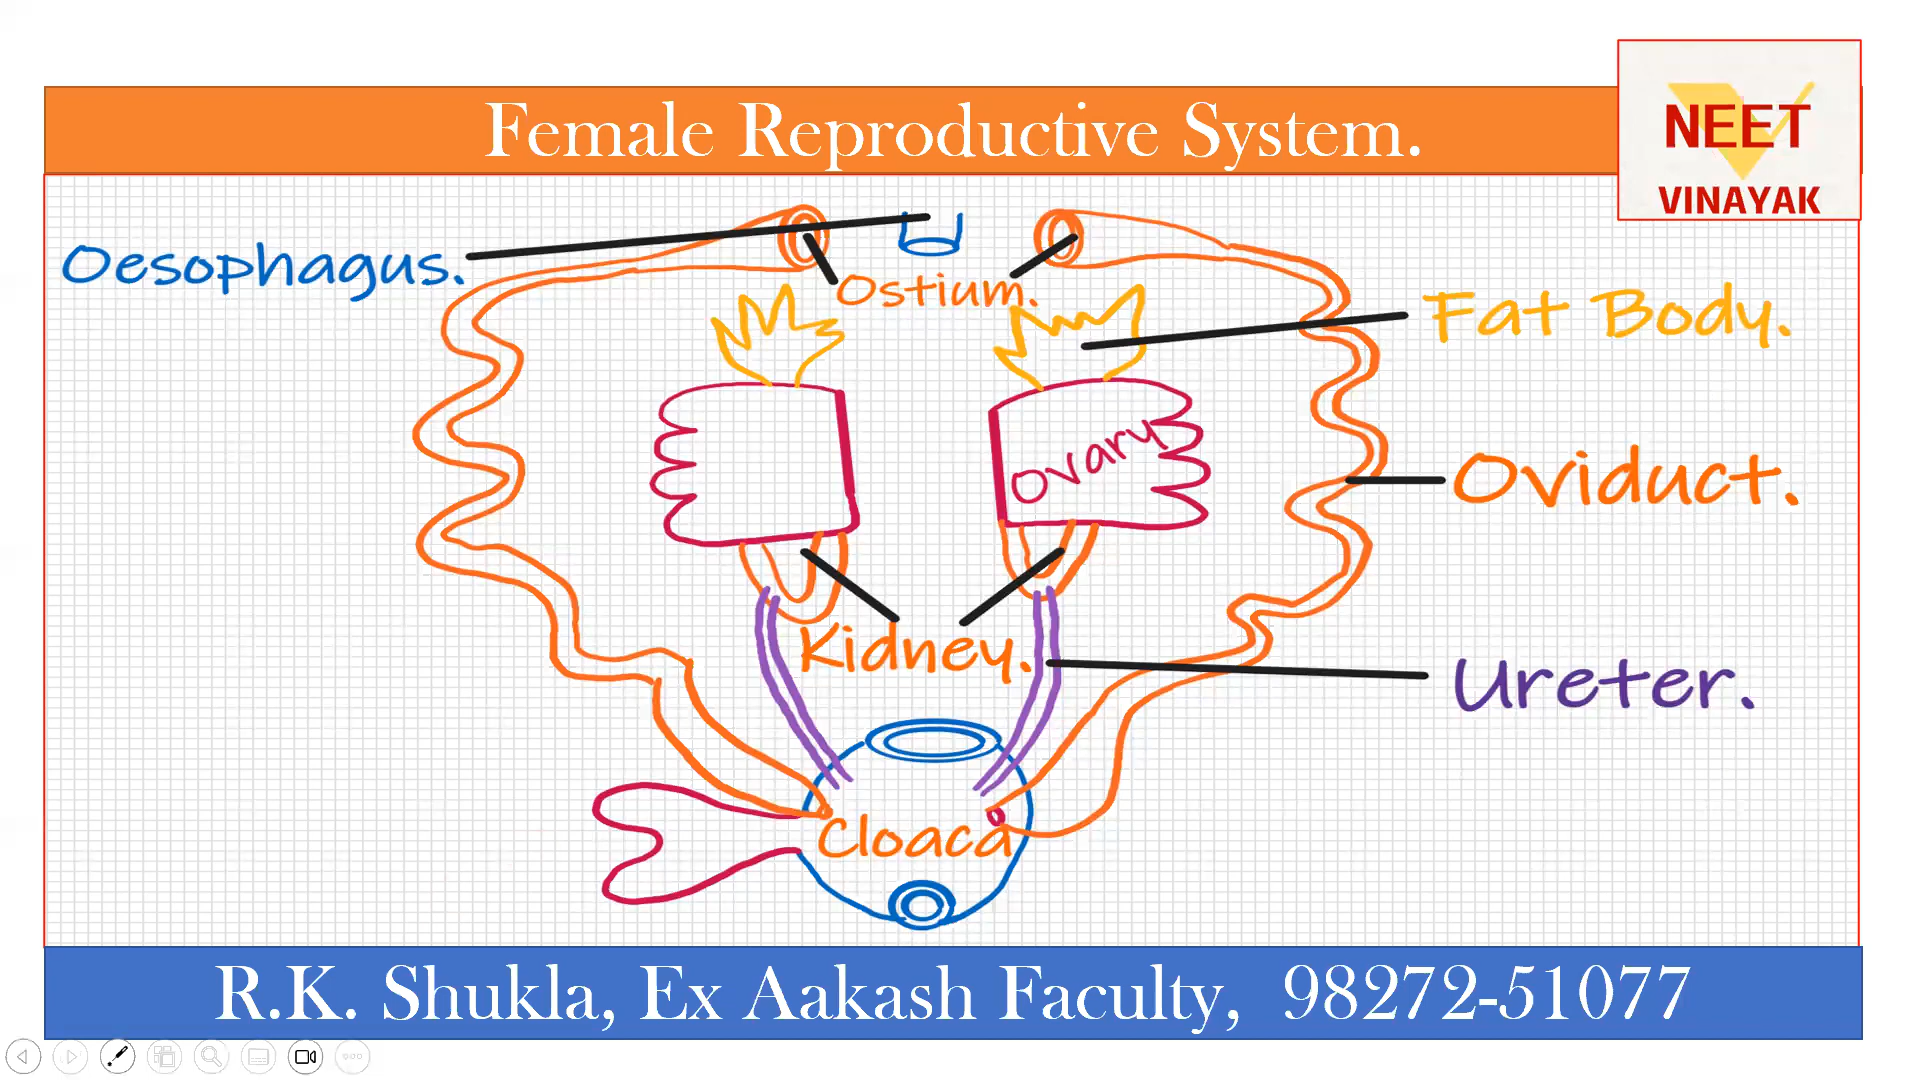 Female Reproductive System.
NEET
VINAYAK
Oesophagus.
Ostium.
Fat Body.
Ovary
Oviduct.
Kidney.
Ureter.
Cloaca
R.K. Shukla, Ex Aakash Faculty, 98272-51077